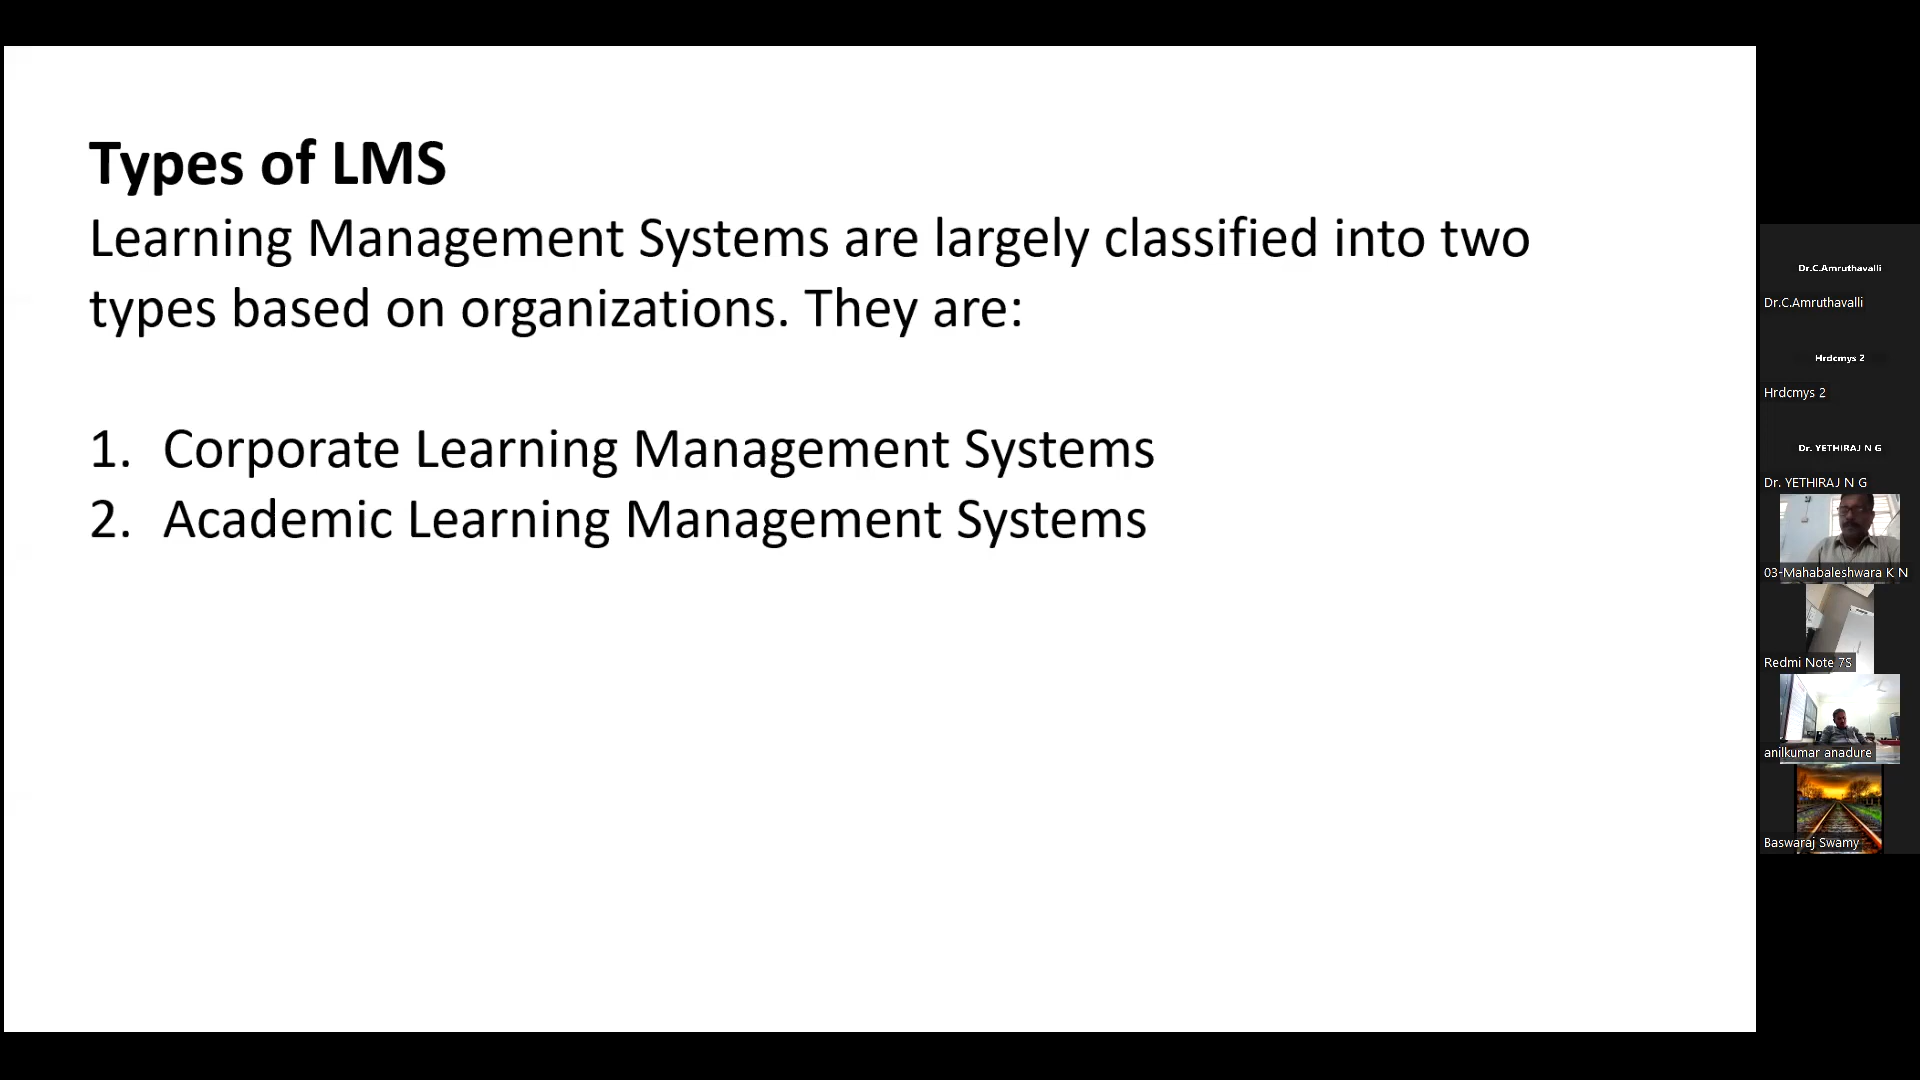 Types of LMS
Learning Management Systems are largely classified into two
types based on organizations. They are:
1. Corporate Learning Management Systems
2. Academic Learning Management Systems
Dr.C.Amruthavalli
Dr.C.Amruthavalli
Hrdcmys 2
Hrdcmys 2
Dr. YETHIRAJ N G
Dr. YETHIRAJ N G
03-Mahabaleshwara K N
Redmi Note 7S
anilkumar anadure
Baswaraj Swamy